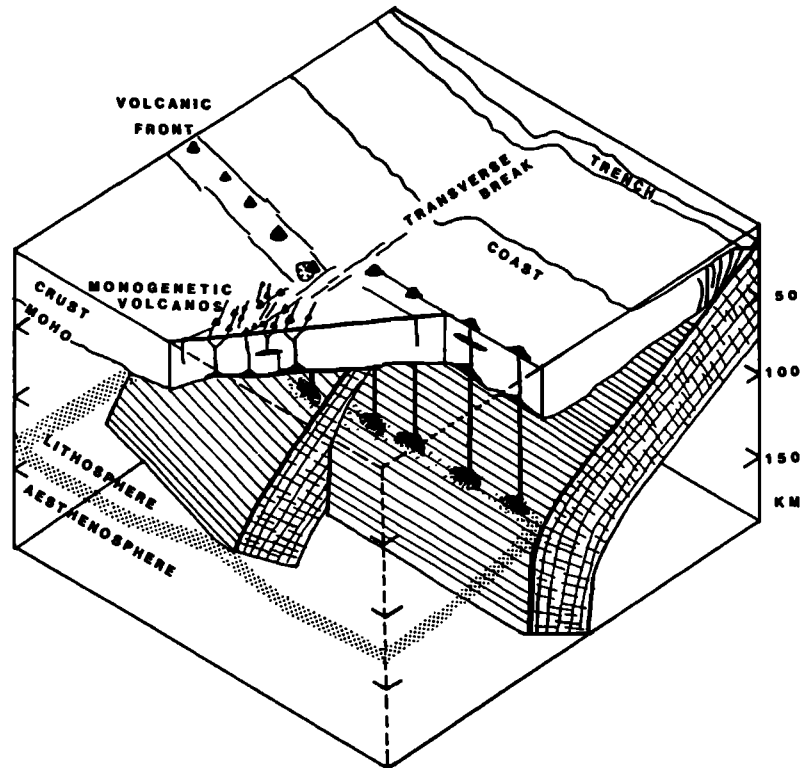 VOLCANIC
FRONT
TRENCH
TRANSVERSE
BREAK
COAST
MONOGENETIC
VOLCANOS
CRUST
MOHO
50
100
150
KM
LITHOSPHERE
AESTHENOSPHERE